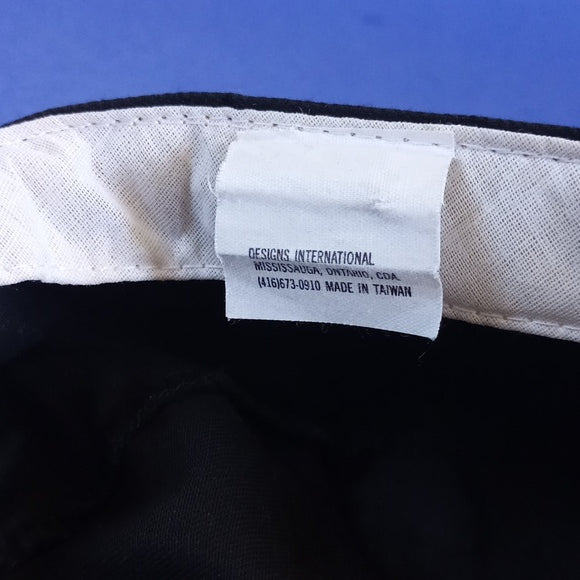 DESIGNS INTERNATIONAL
MISSISSAUGA, ONTARIO, CDA.
(416)673-0910 MADE IN TAIWAN